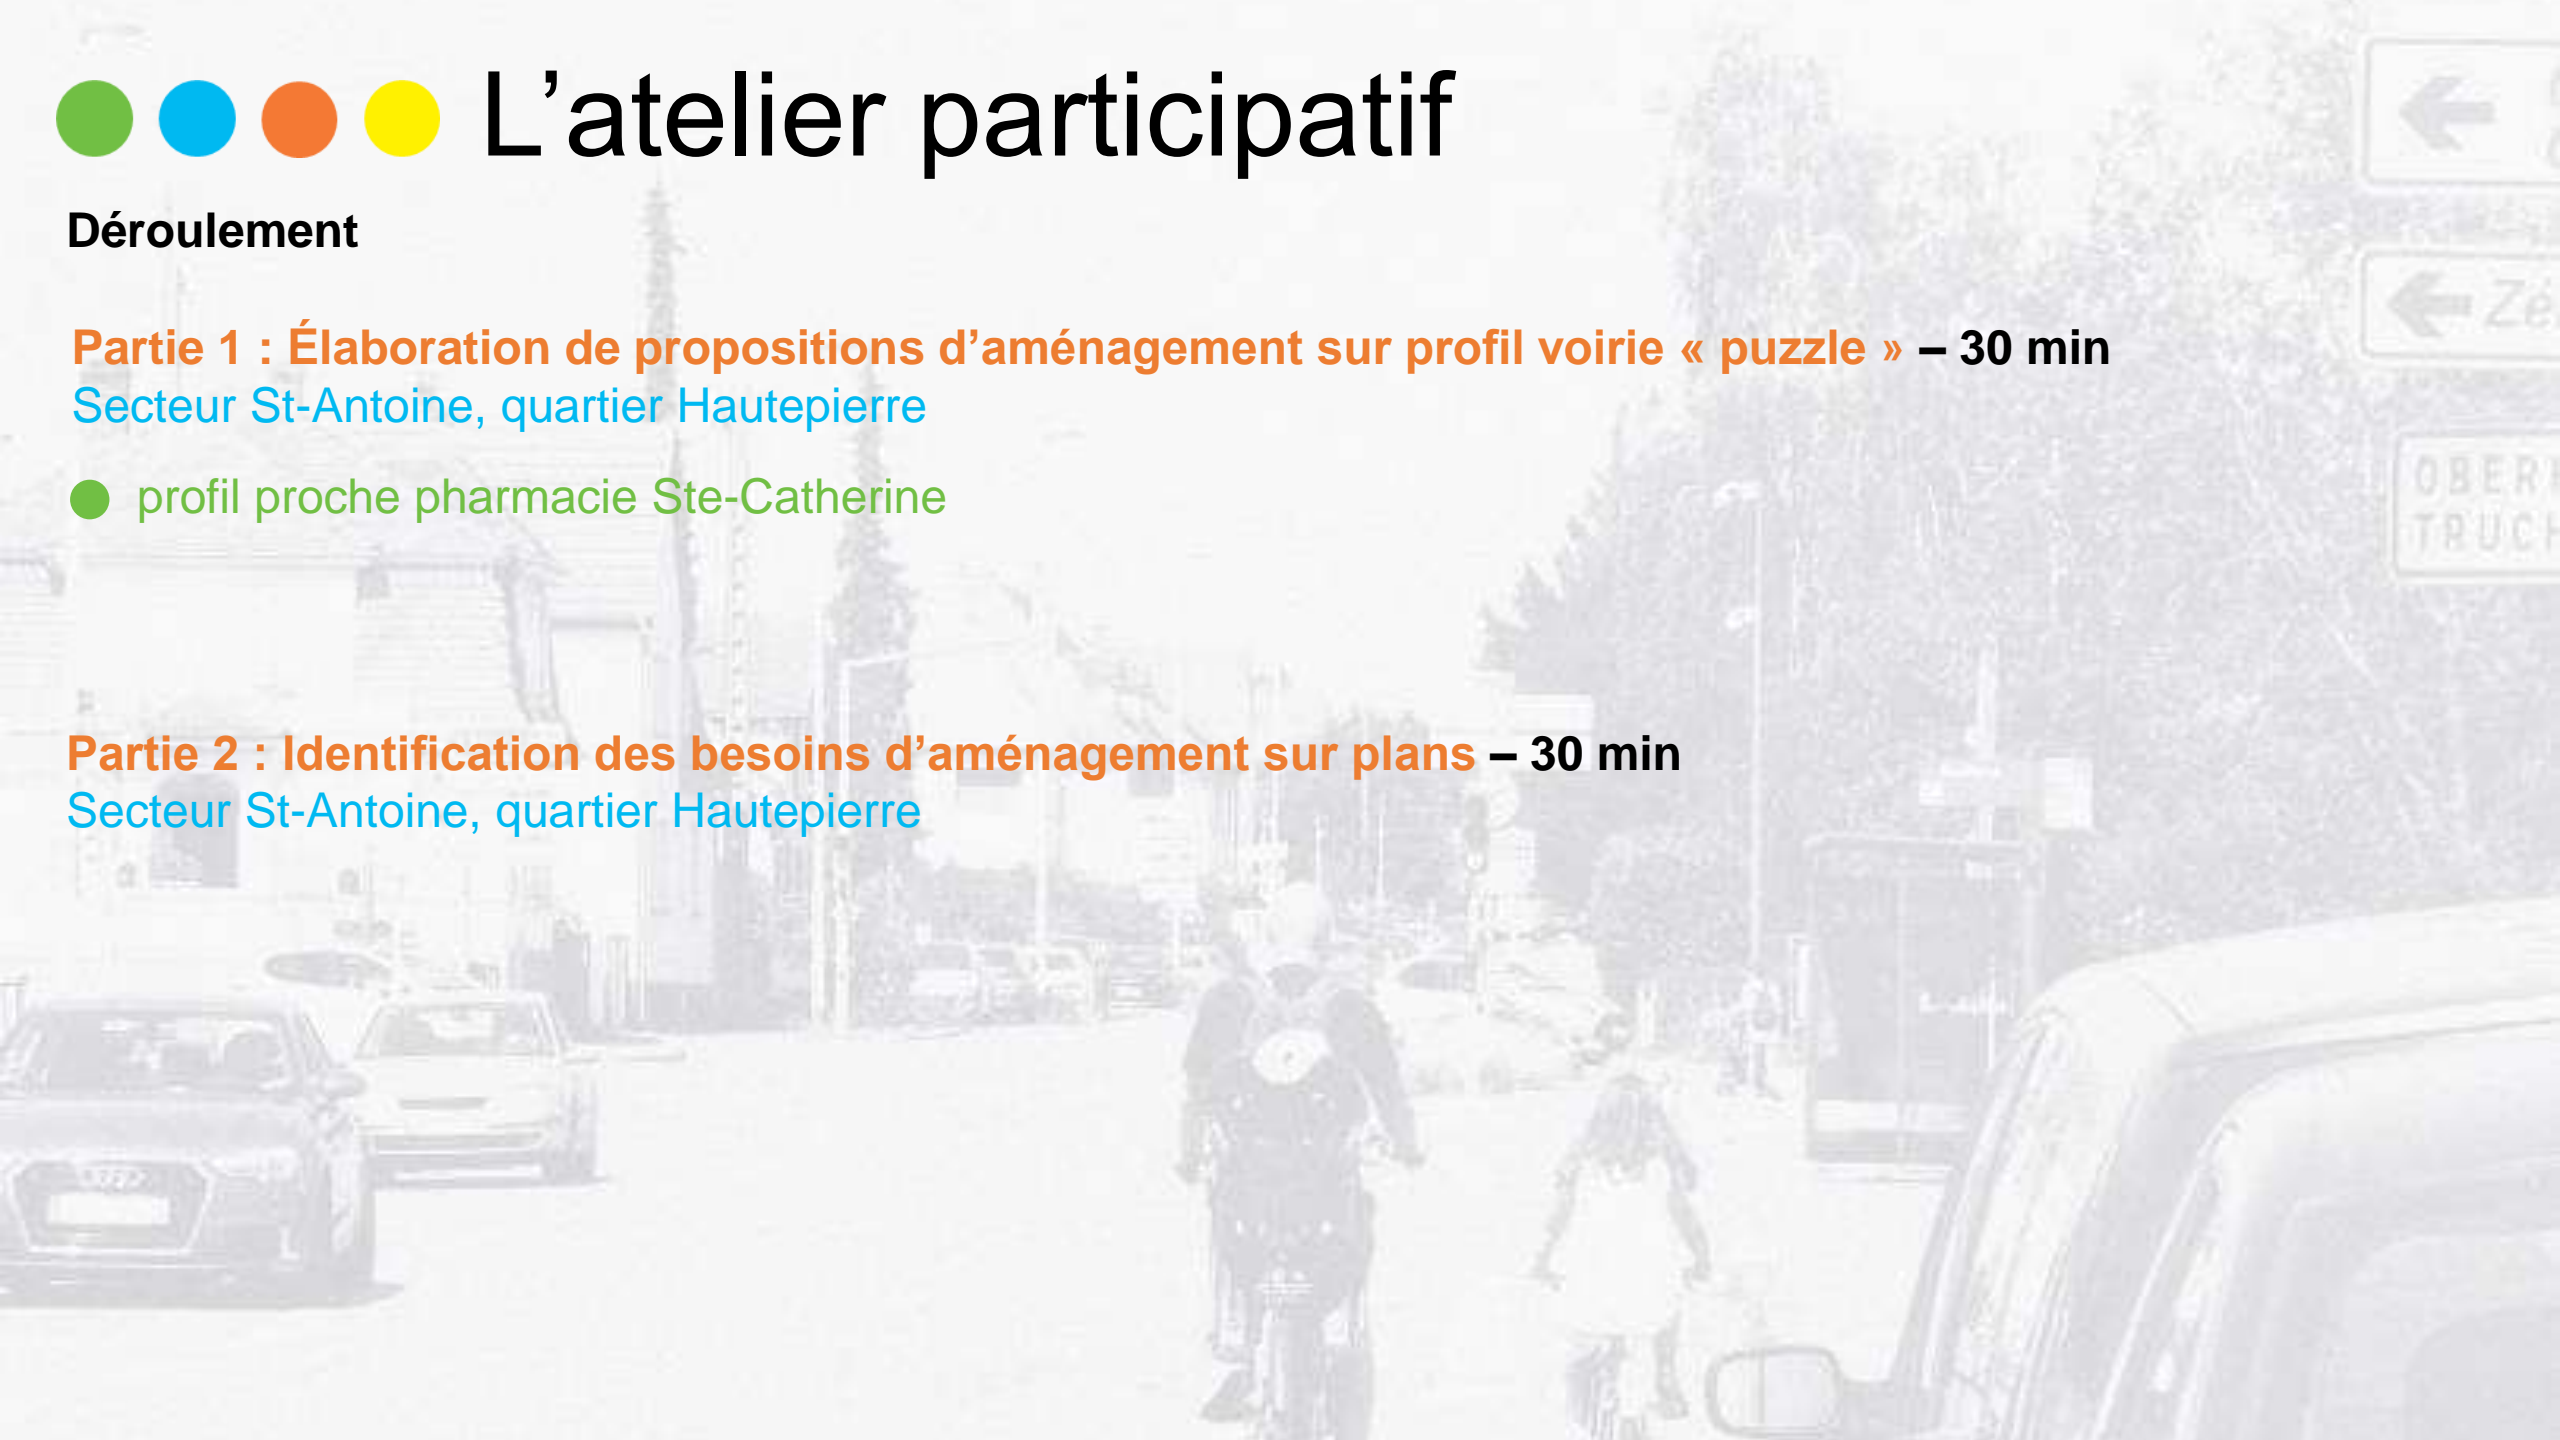 L’atelier participatif
Déroulement
Partie 1 : Élaboration de propositions d’aménagement sur profil voirie « puzzle » – 30 min
Secteur St-Antoine, quartier Hautepierre
profil proche pharmacie Ste-Catherine
Partie 2 : Identification des besoins d’aménagement sur plans – 30 min
Secteur St-Antoine, quartier Hautepierre